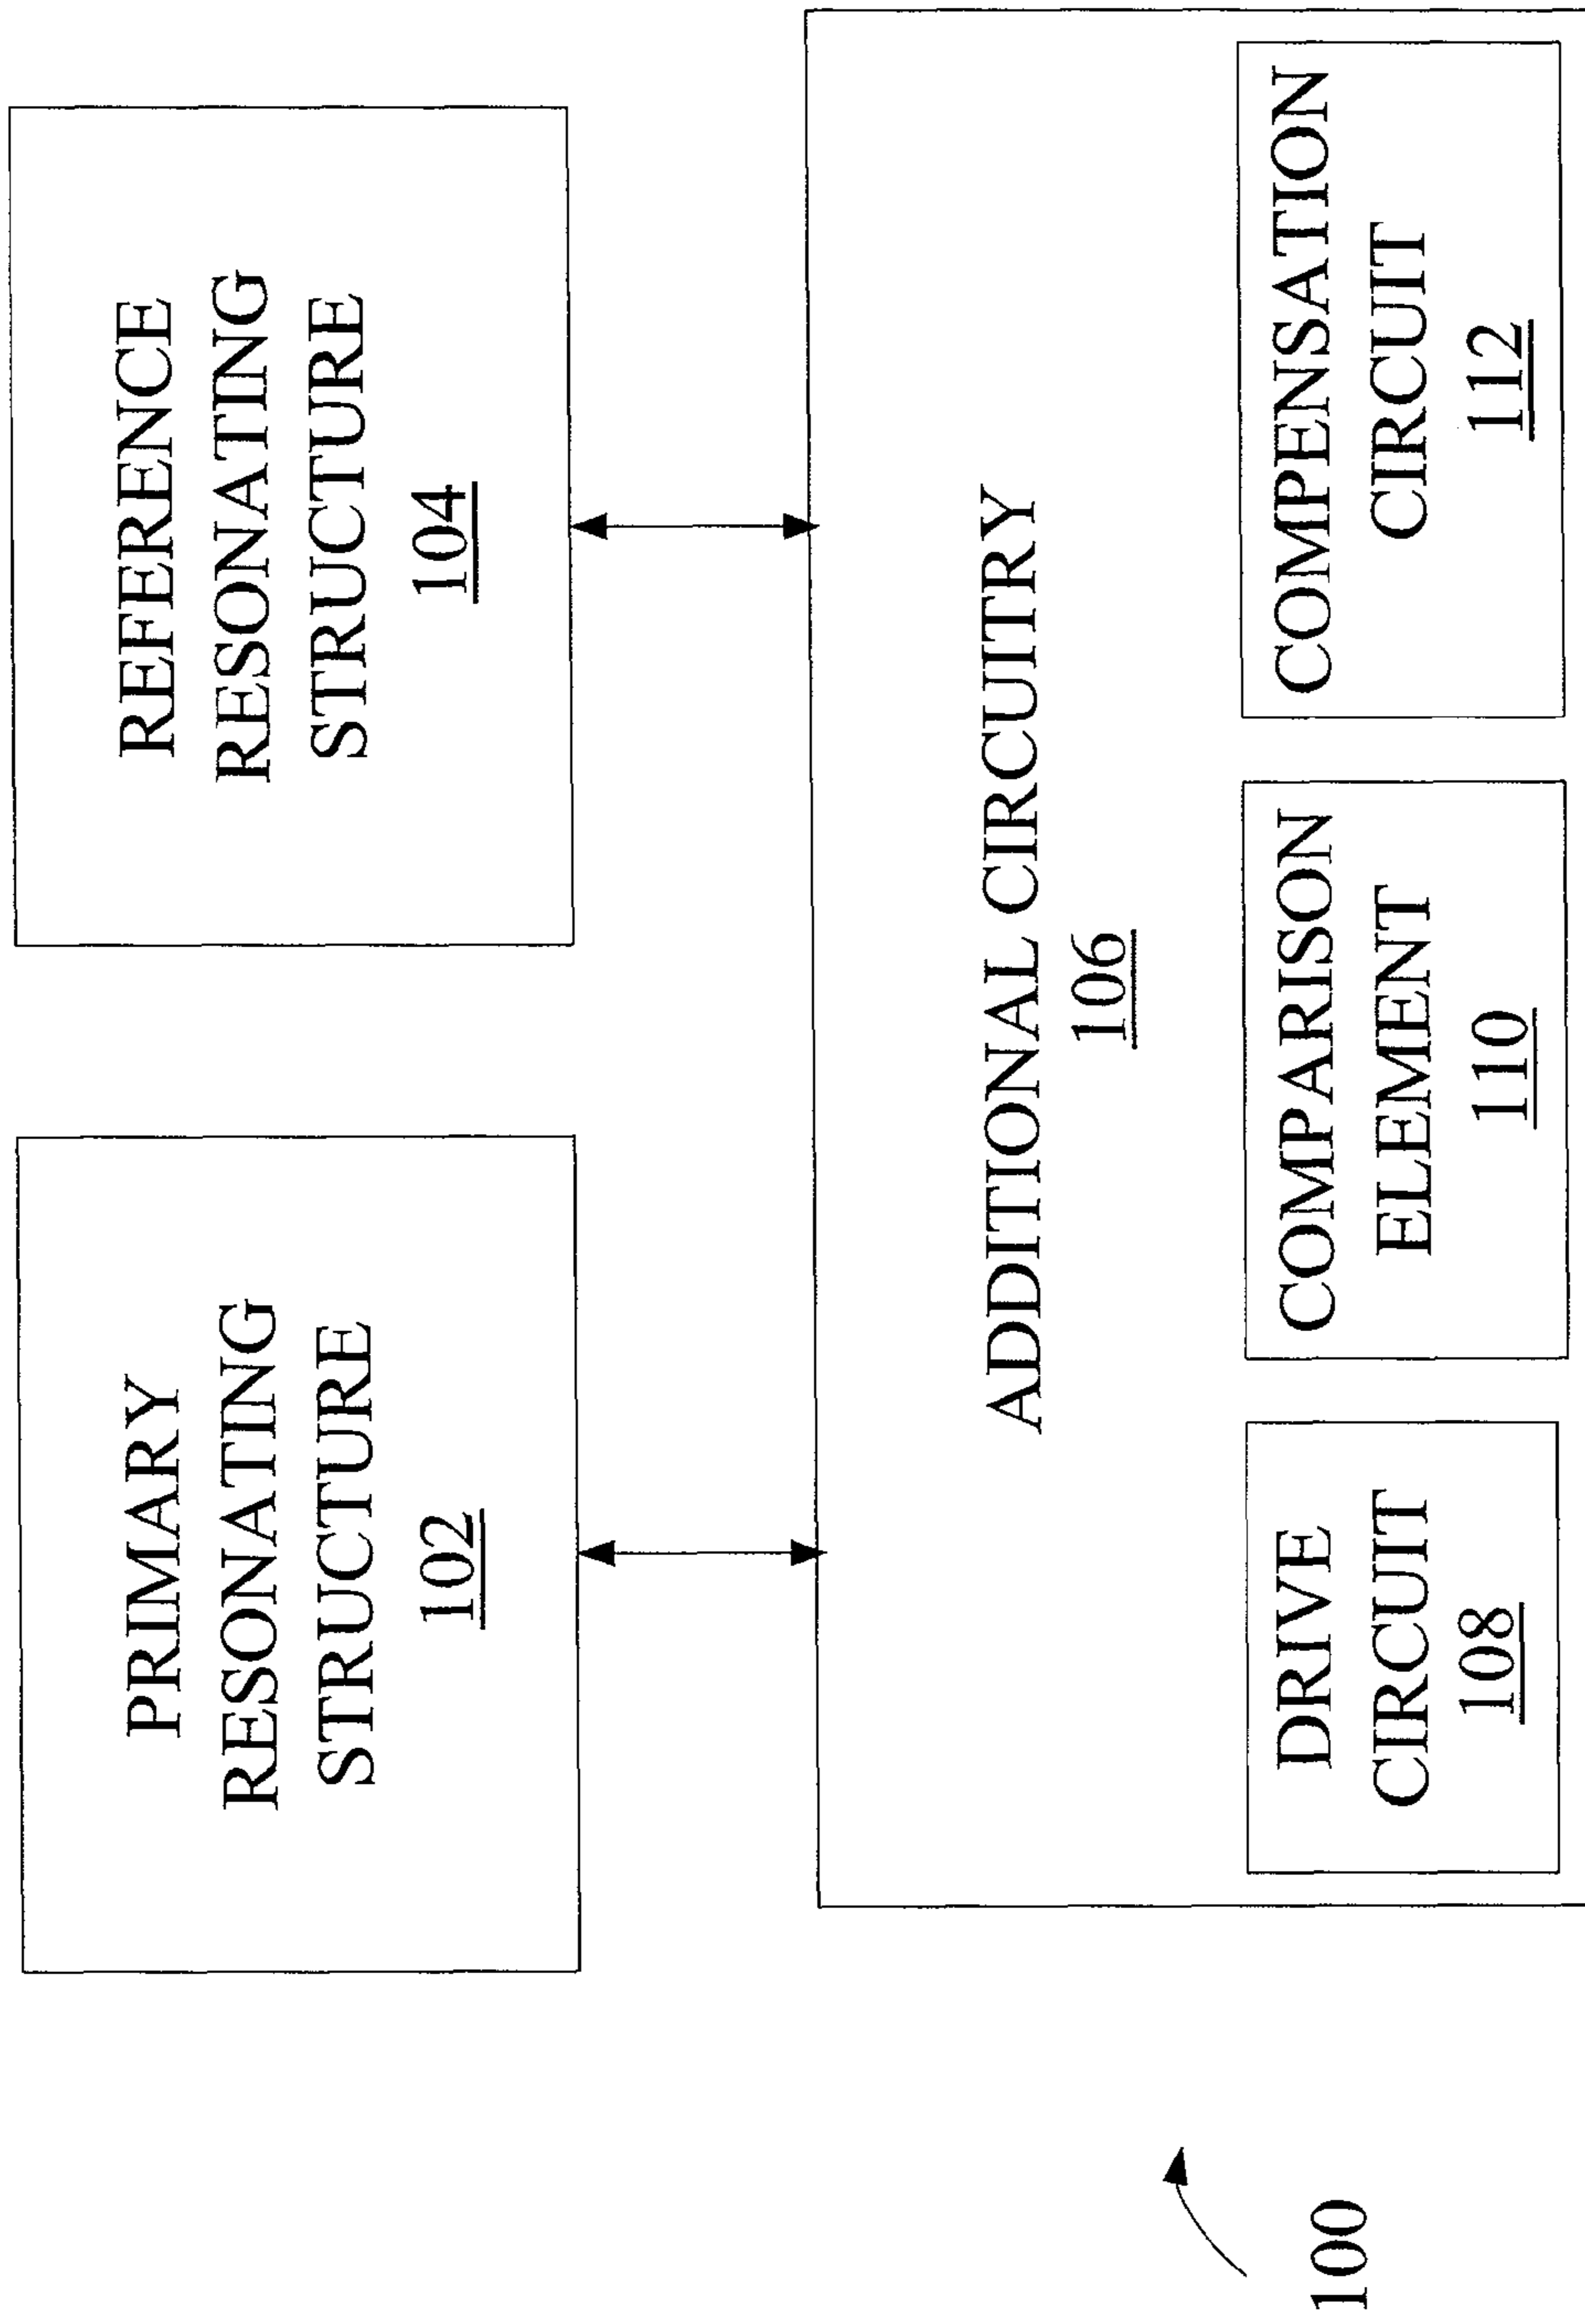 PRIMARY
RESONATING
STRUCTURE
102
REFERENCE
RESONATING
STRUCTURE
104
ADDITIONAL CIRCUITRY
106
DRIVE
CIRCUIT
108
COMPARISON
ELEMENT
110
COMPENSATION
CIRCUIT
112
100